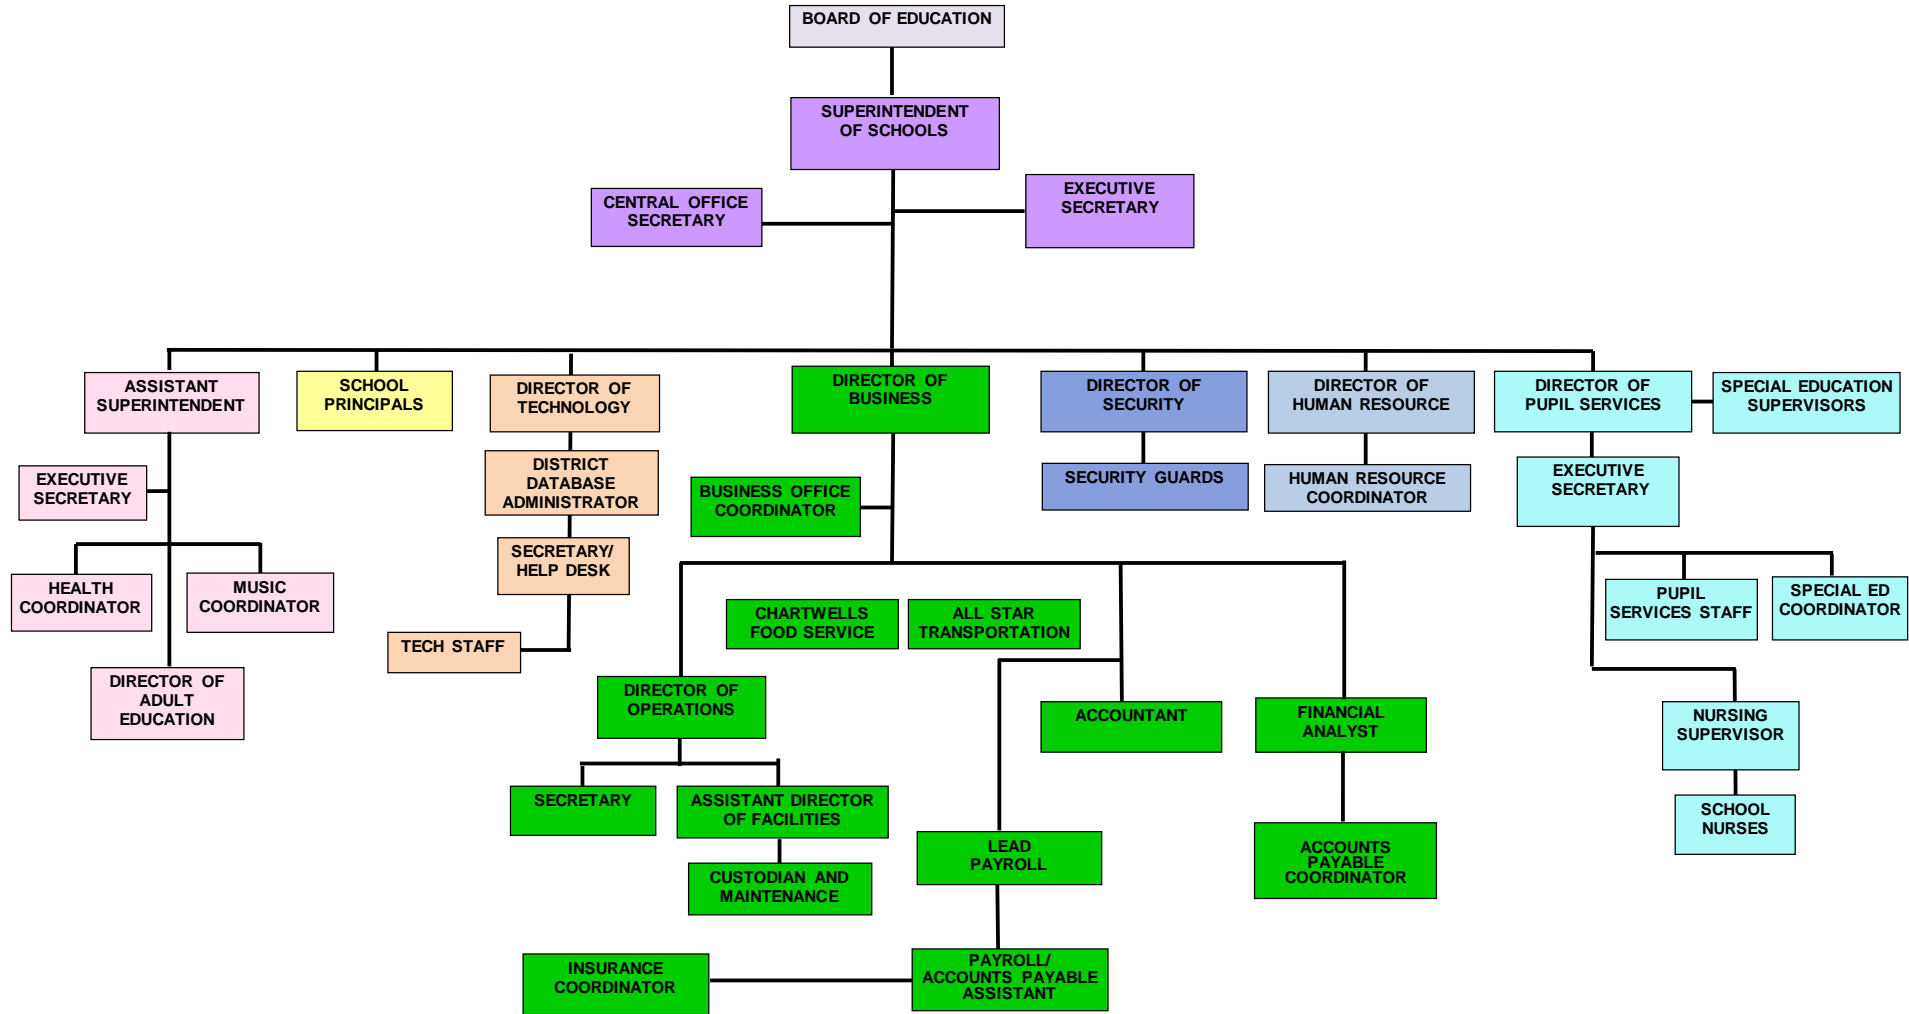 BOARD OF EDUCATION
SUPERINTENDENT
OF SCHOOLS
CENTRAL OFFICE
SECRETARY
EXECUTIVE
SECRETARY
ASSISTANT
SUPERINTENDENT
SCHOOL
PRINCIPALS
DIRECTOR OF
TECHNOLOGY
DIRECTOR OF
BUSINESS
DIRECTOR OF
SECURITY
DIRECTOR OF
HUMAN RESOURCE
DIRECTOR OF
PUPIL SERVICES
SPECIAL EDUCATION
SUPERVISORS
EXECUTIVE
SECRETARY
DISTRICT
DATABASE
ADMINISTRATOR
BUSINESS OFFICE
COORDINATOR
SECURITY GUARDS
HUMAN RESOURCE
COORDINATOR
EXECUTIVE
SECRETARY
HEALTH
COORDINATOR
MUSIC
COORDINATOR
SECRETARY/
HELP DESK
CHARTWELLS
FOOD SERVICE
ALL STAR
TRANSPORTATION
PUPIL
SERVICES STAFF
SPECIAL ED
COORDINATOR
TECH STAFF
DIRECTOR OF
ADULT
EDUCATION
DIRECTOR OF
OPERATIONS
ACCOUNTANT
FINANCIAL
ANALYST
NURSING
SUPERVISOR
SECRETARY
ASSISTANT DIRECTOR
OF FACILITIES
SCHOOL
NURSES
LEAD
PAYROLL
ACCOUNTS
PAYABLE
COORDINATOR
CUSTODIAN AND
MAINTENANCE
INSURANCE
COORDINATOR
PAYROLL/
ACCOUNTS PAYABLE
ASSISTANT